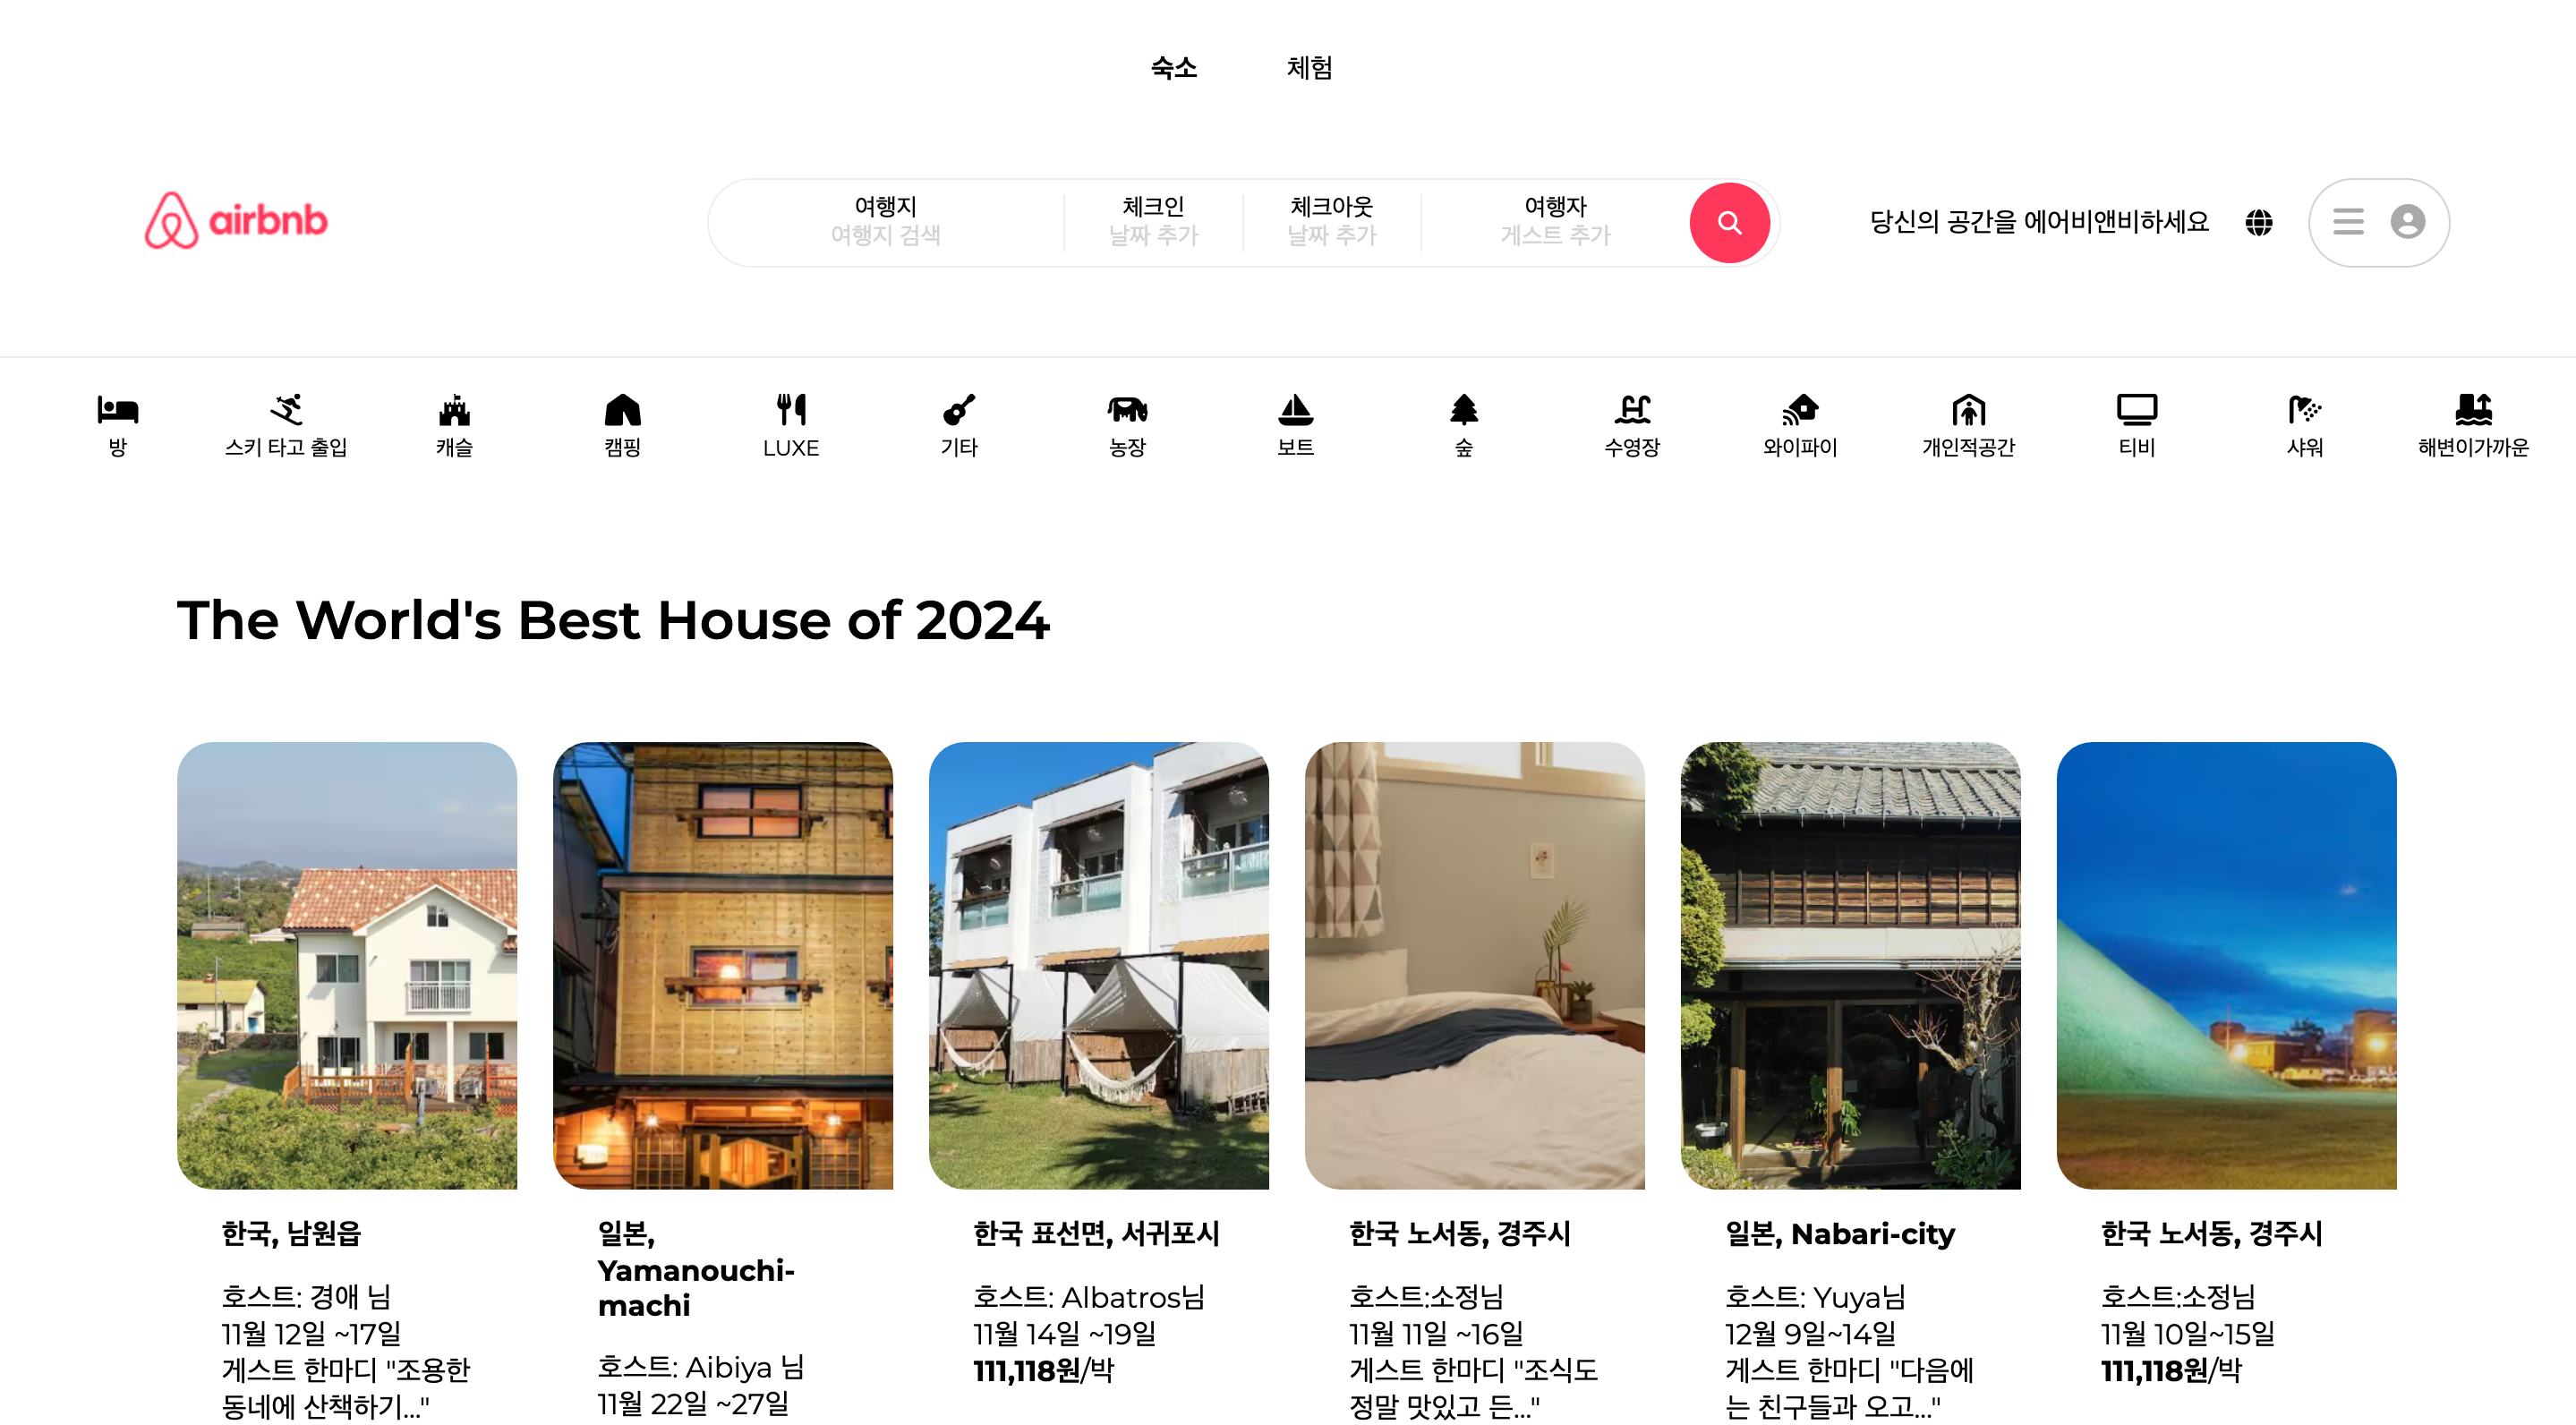 숙소 체험
airbnb
여행지 체크인 체크아웃 여행자
여행지 검색 날짜 추가 날짜 추가 게스트 추가
당신의 공간을 에어비앤비하세요
방 스키 타고 출입 캐슬 캠핑 LUXE 기타 농장 보트 숲 수영장 와이파이 개인적공간 티비 샤워 해변이가까운
The World's Best House of 2024
한국, 남원읍
호스트: 경애 님
11월 12일 ~17일
게스트 한마디 "조용한
동네에 산책하기..."
일본,
Yamanouchi-
machi
호스트: Aibiya 님
11월 22일 ~27일
한국 표선면, 서귀포시
호스트: Albatros님
11월 14일 ~19일
111,118원/박
한국 노서동, 경주시
호스트:소정님
11월 11일 ~16일
게스트 한마디 "조식도
정말 맛있고 든..."
일본, Nabari-city
호스트: Yuya님
12월 9일~14일
게스트 한마디 "다음에
는 친구들과 오고..."
한국 노서동, 경주시
호스트:소정님
11월 10일~15일
111,118원/박